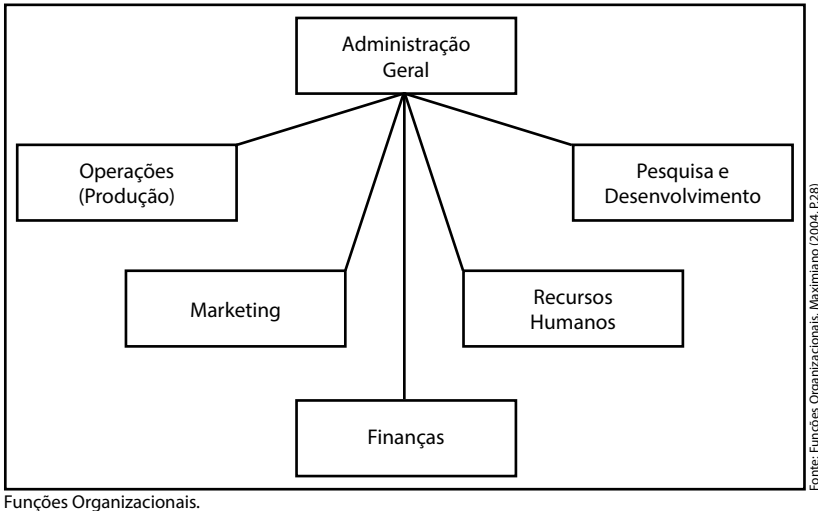 Administração
Geral
Operações
(Produção)
Pesquisa e
Desenvolvimento
Marketing
Recursos
Humanos
Finanças
Fonte: Funções Organizacionais. Maximiano (2004, P.28)
Funções Organizacionais.